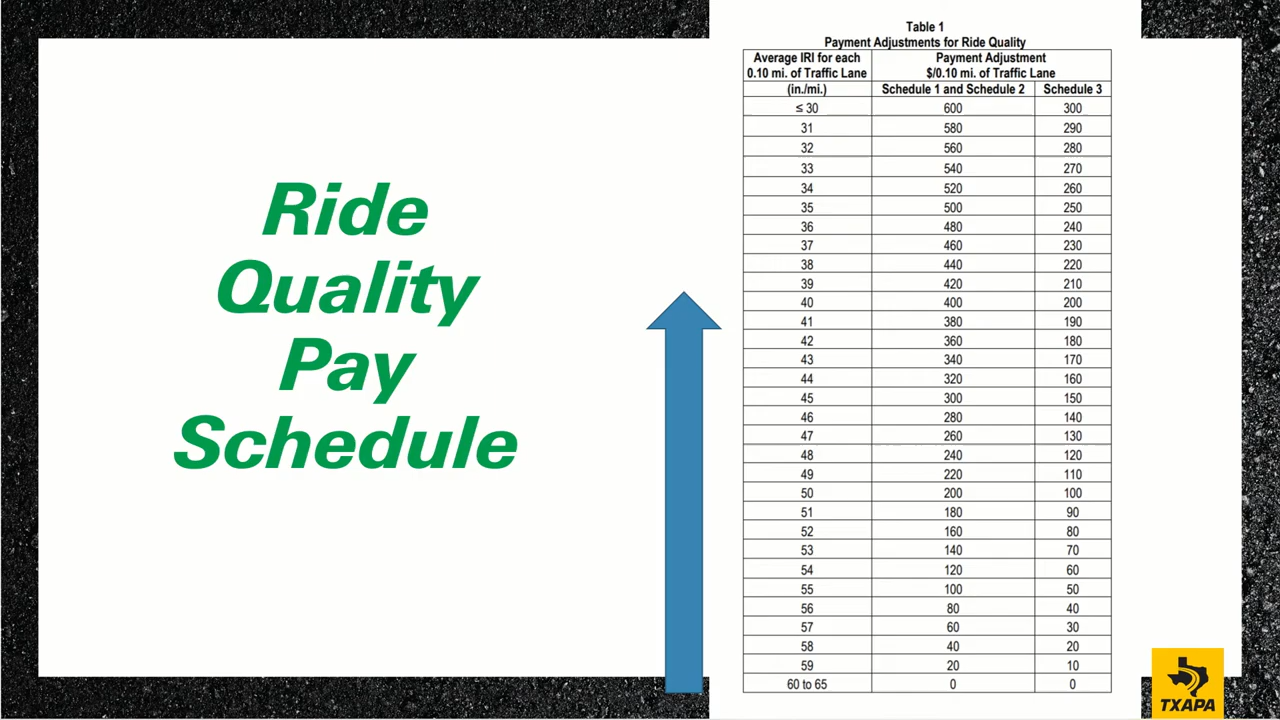 Ride
Quality
Pay
Schedule
Table 1
Payment Adjustments for Ride Quality
Average IRI for each Payment Adjustment
0.10 mi. of Traffic Lane $/0.10 mi. of Traffic Lane
(in./mi.) Schedule 1 and Schedule 2 Schedule 3
≤ 30 600 300
31 580 290
32 560 280
33 540 270
34 520 260
35 500 250
36 480 240
37 460 230
38 440 220
39 420 210
40 400 200
41 380 190
42 360 180
43 340 170
44 320 160
45 300 150
46 280 140
47 260 130
48 240 120
49 220 110
50 200 100
51 180 90
52 160 80
53 140 70
54 120 60
55 100 50
56 80 40
57 60 30
58 40 20
59 20 10
60 to 65 0 0
TXAPA